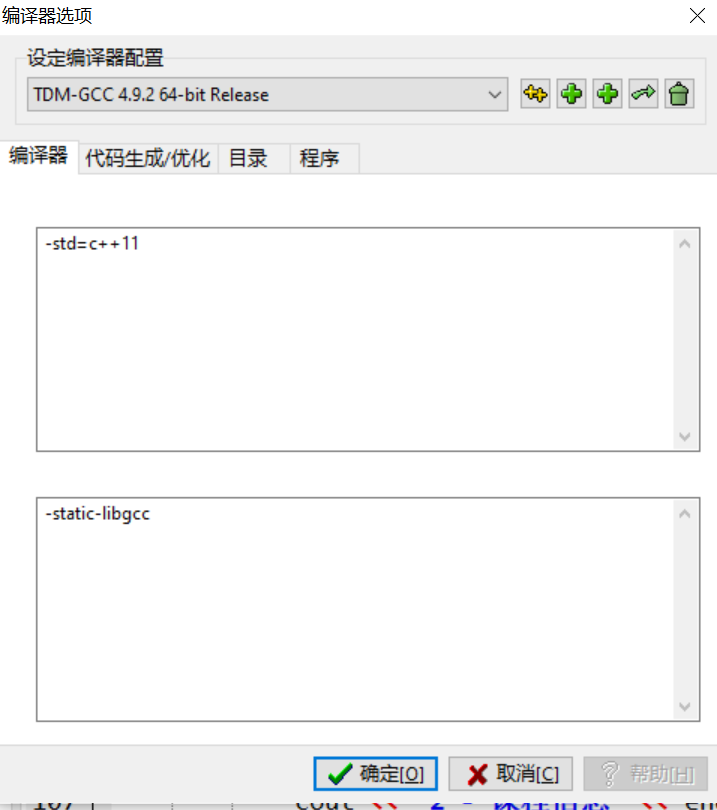 编译器选项
设定编译器配置
TDM-GCC 4.9.2 64-bit Release
编译器 代码生成/优化 目录 程序
-std=c++11
-static-libgcc
确定[O] 取消[C] 帮助[H]